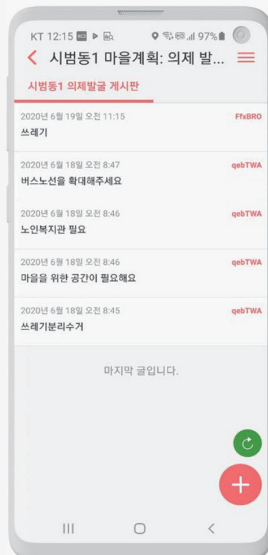 KT 12:15 97%
시범동1 마을계획: 의제 발...
시범동1 의제발굴 게시판
2020년 6월 19일 오전 11:15 FfxBRO
쓰레기
2020년 6월 18일 오전 8:47 qebTWA
버스노선을 확대해주세요
2020년 6월 18일 오전 8:46 qebTWA
노인복지관 필요
2020년 6월 18일 오전 8:46 qebTWA
마을을 위한 공간이 필요해요
2020년 6월 18일 오전 8:45 qebTWA
쓰레기분리수거
마지막 글입니다.